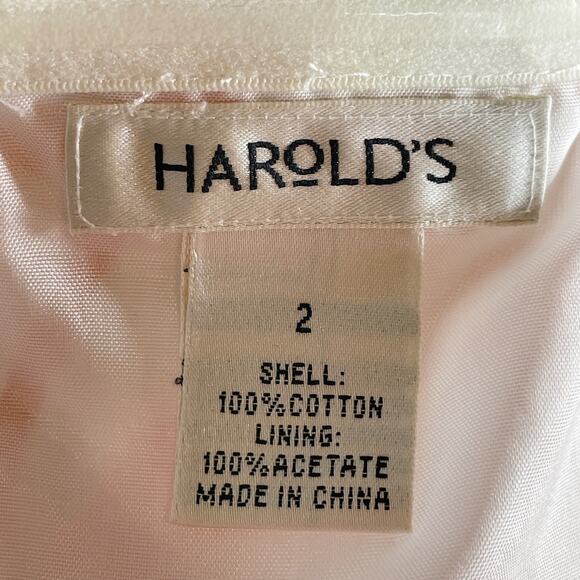 HAROLD'S
2
SHELL:
100%COTTON
LINING:
100%ACETATE
MADE IN CHINA